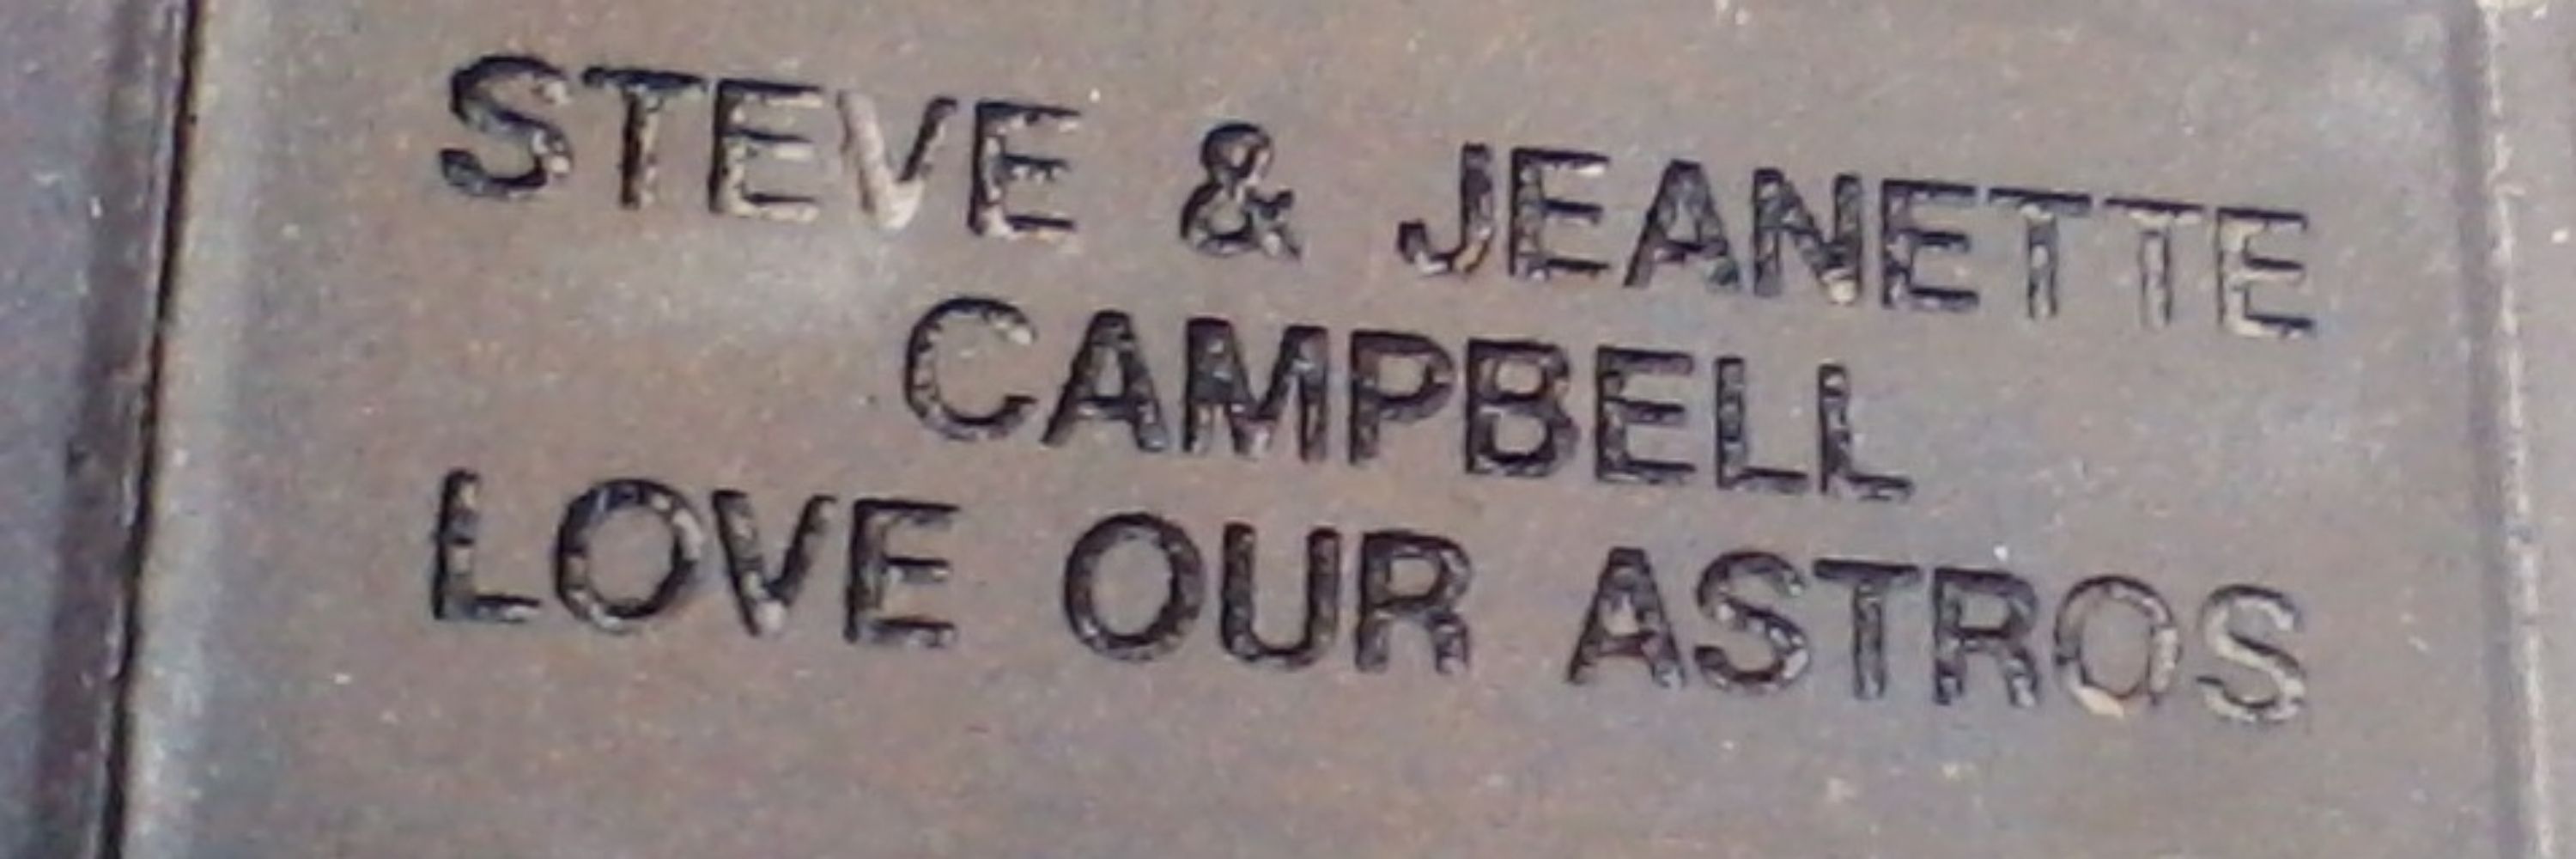 STEVE & JEANETTE
CAMPBELL
LOVE OUR ASTROS